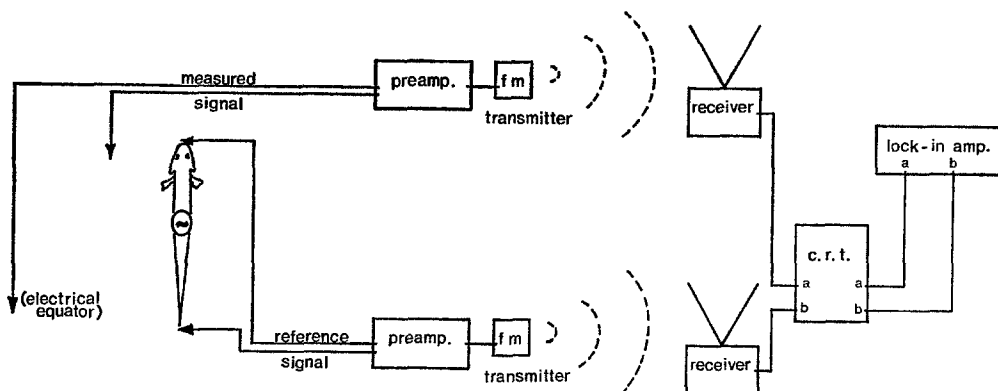 measured
signal
preamp.
fm
transmitter
receiver
lock-in amp.
a b
c.r.t.
a a
b b
(electrical
equator)
reference
signal
preamp.
fm
transmitter
receiver